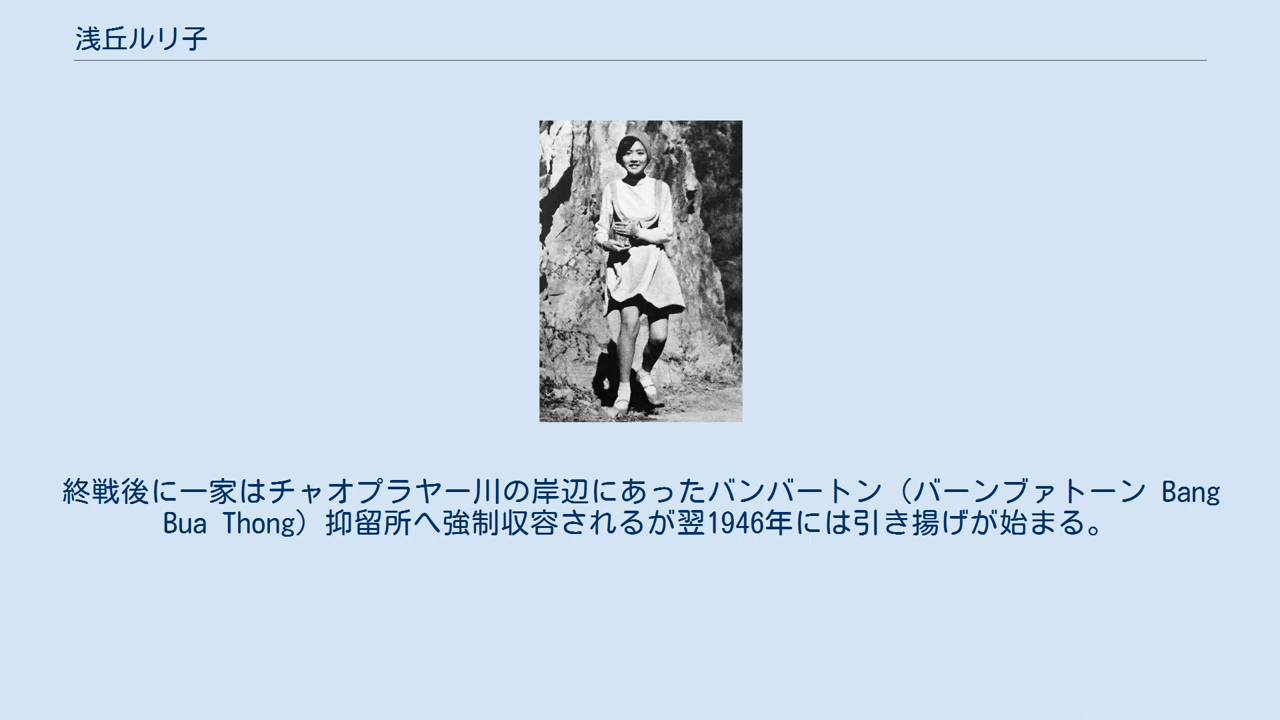 浅丘ルリ子
終戦後に一家はチャオプラヤー川の岸辺にあったバンバートン（バーンブァトーン Bang
Bua Thong）抑留所へ強制収容されるが翌1946年には引き揚げが始まる。